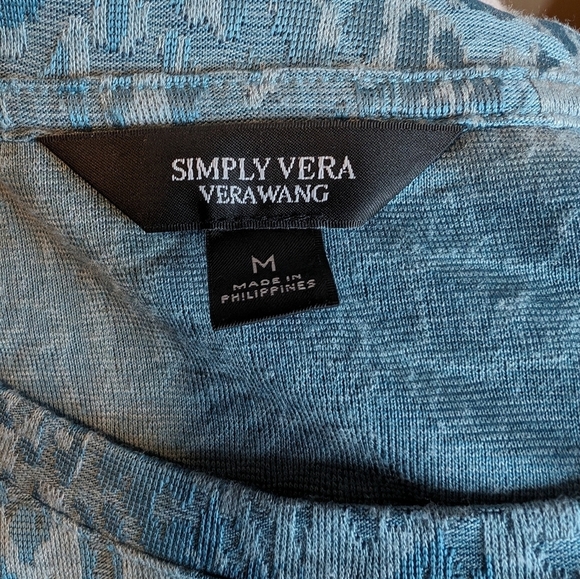 SIMPLY VERA
VERAWANG
M
MADE IN
PHILIPPINES